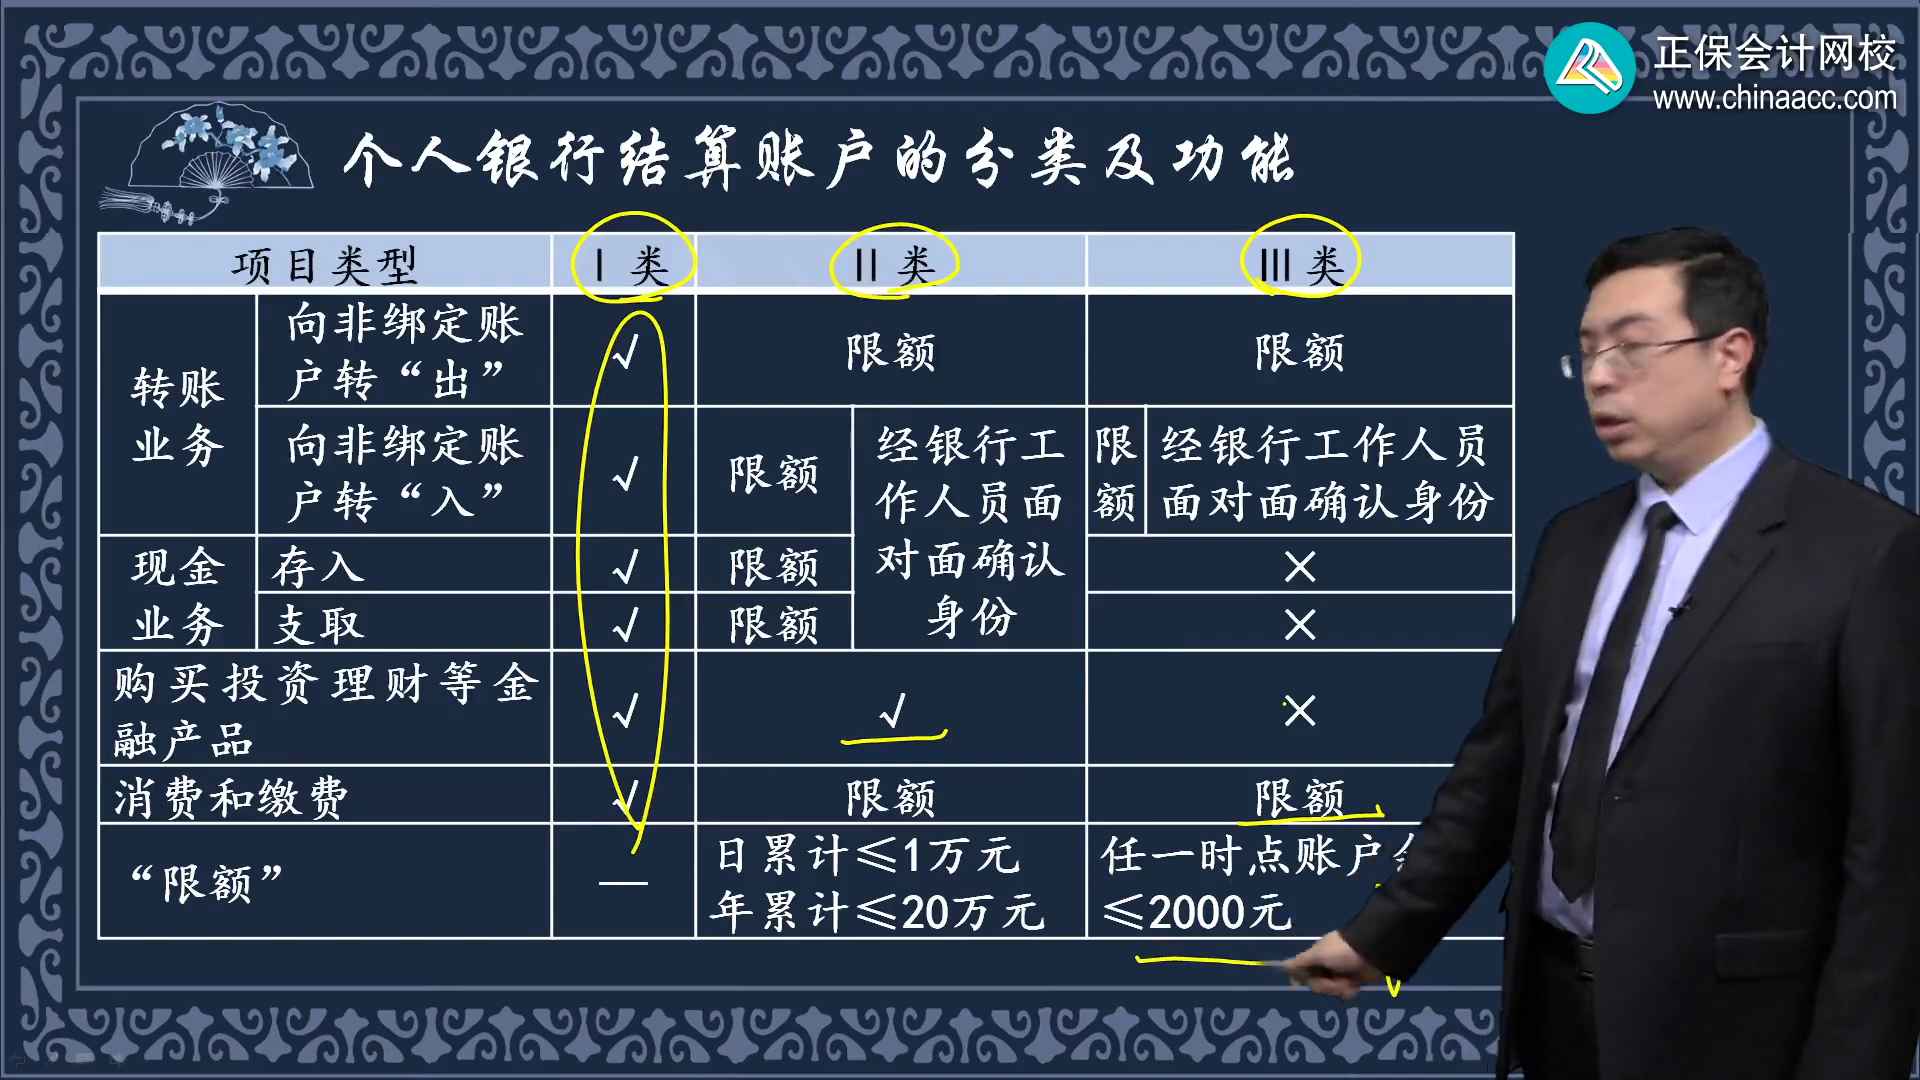 正保会计网校
www.chinaacc.com
个人银行结算账户的分类及功能
项目类型 I 类 II 类 III 类
转账业务
向非绑定账户转“出” √ 限额 限额
向非绑定账户转“入” √ 限额 经银行工作人员面对面确认身份 限额 经银行工作人员面对面确认身份
现金业务
存入 √ 限额 ×
支取 √ 限额 ×
购买投资理财等金融产品 √ √ ×
消费和缴费 √ 限额 限额
“限额” — 日累计≤1万元 任一时点账户
年累计≤20万元 ≤2000元